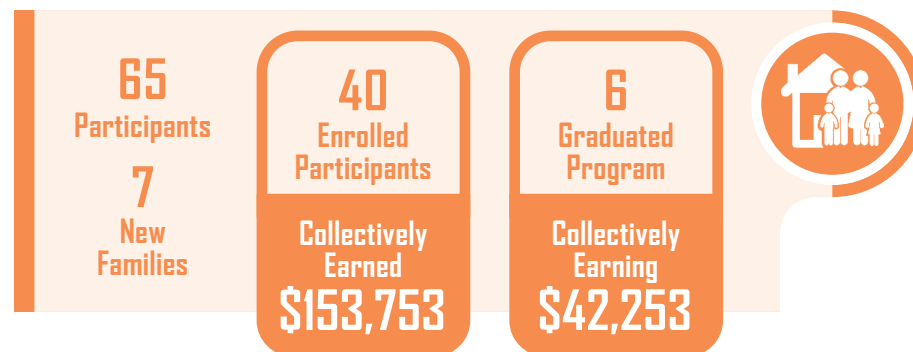 65
Participants
7
New
Families
40
Enrolled
Participants
Collectively
Earned
$153,753
6
Graduated
Program
Collectively
Earning
$42,253